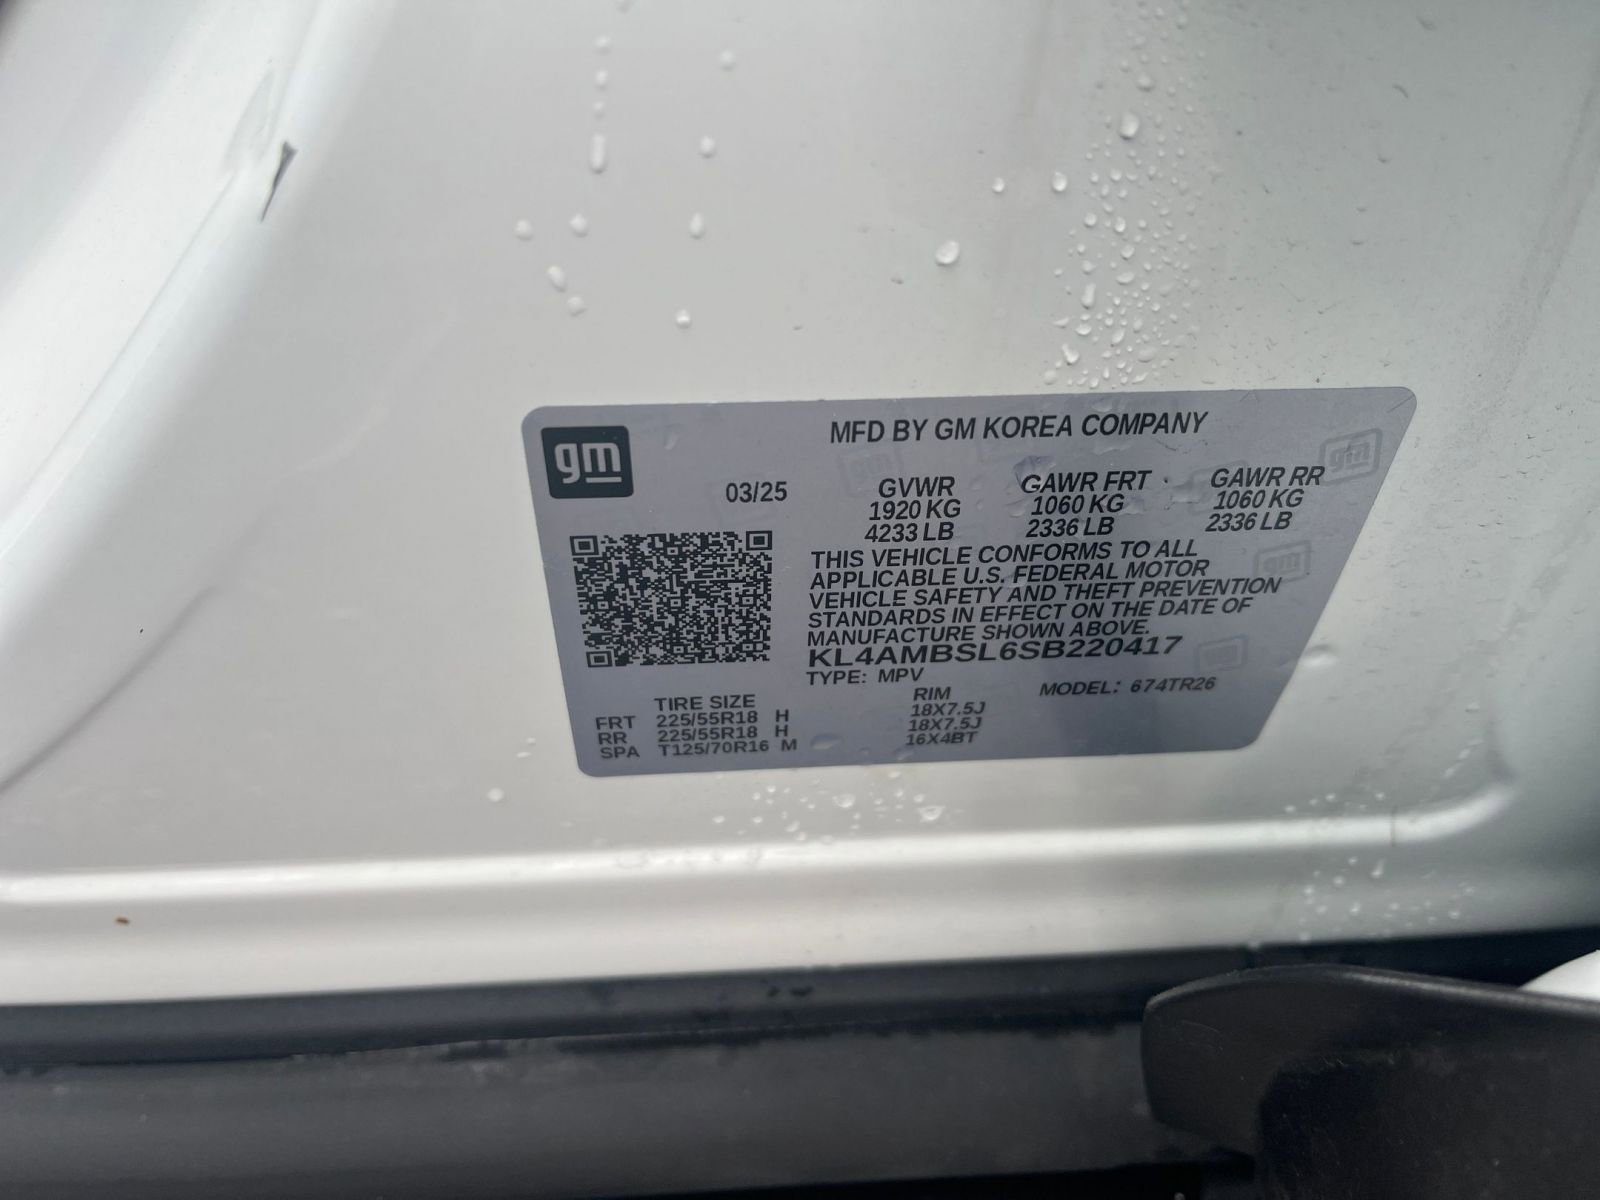 gm
MFD BY GM KOREA COMPANY
03/25
GVWR GAWR FRT GAWR RR
1920 KG 1060 KG 1060 KG
4233 LB 2336 LB 2336 LB
THIS VEHICLE CONFORMS TO ALL
APPLICABLE U.S. FEDERAL MOTOR
VEHICLE SAFETY AND THEFT PREVENTION
STANDARDS IN EFFECT ON THE DATE OF
MANUFACTURE SHOWN ABOVE.
KL4AMBSL6SB220417
TYPE: MPV MODEL: 674TR26
TIRE SIZE RIM
FRT 225/55R18 H 18X7.5J
RR 225/55R18 H 18X7.5J
SPA T125/70R16 M 16X4BT